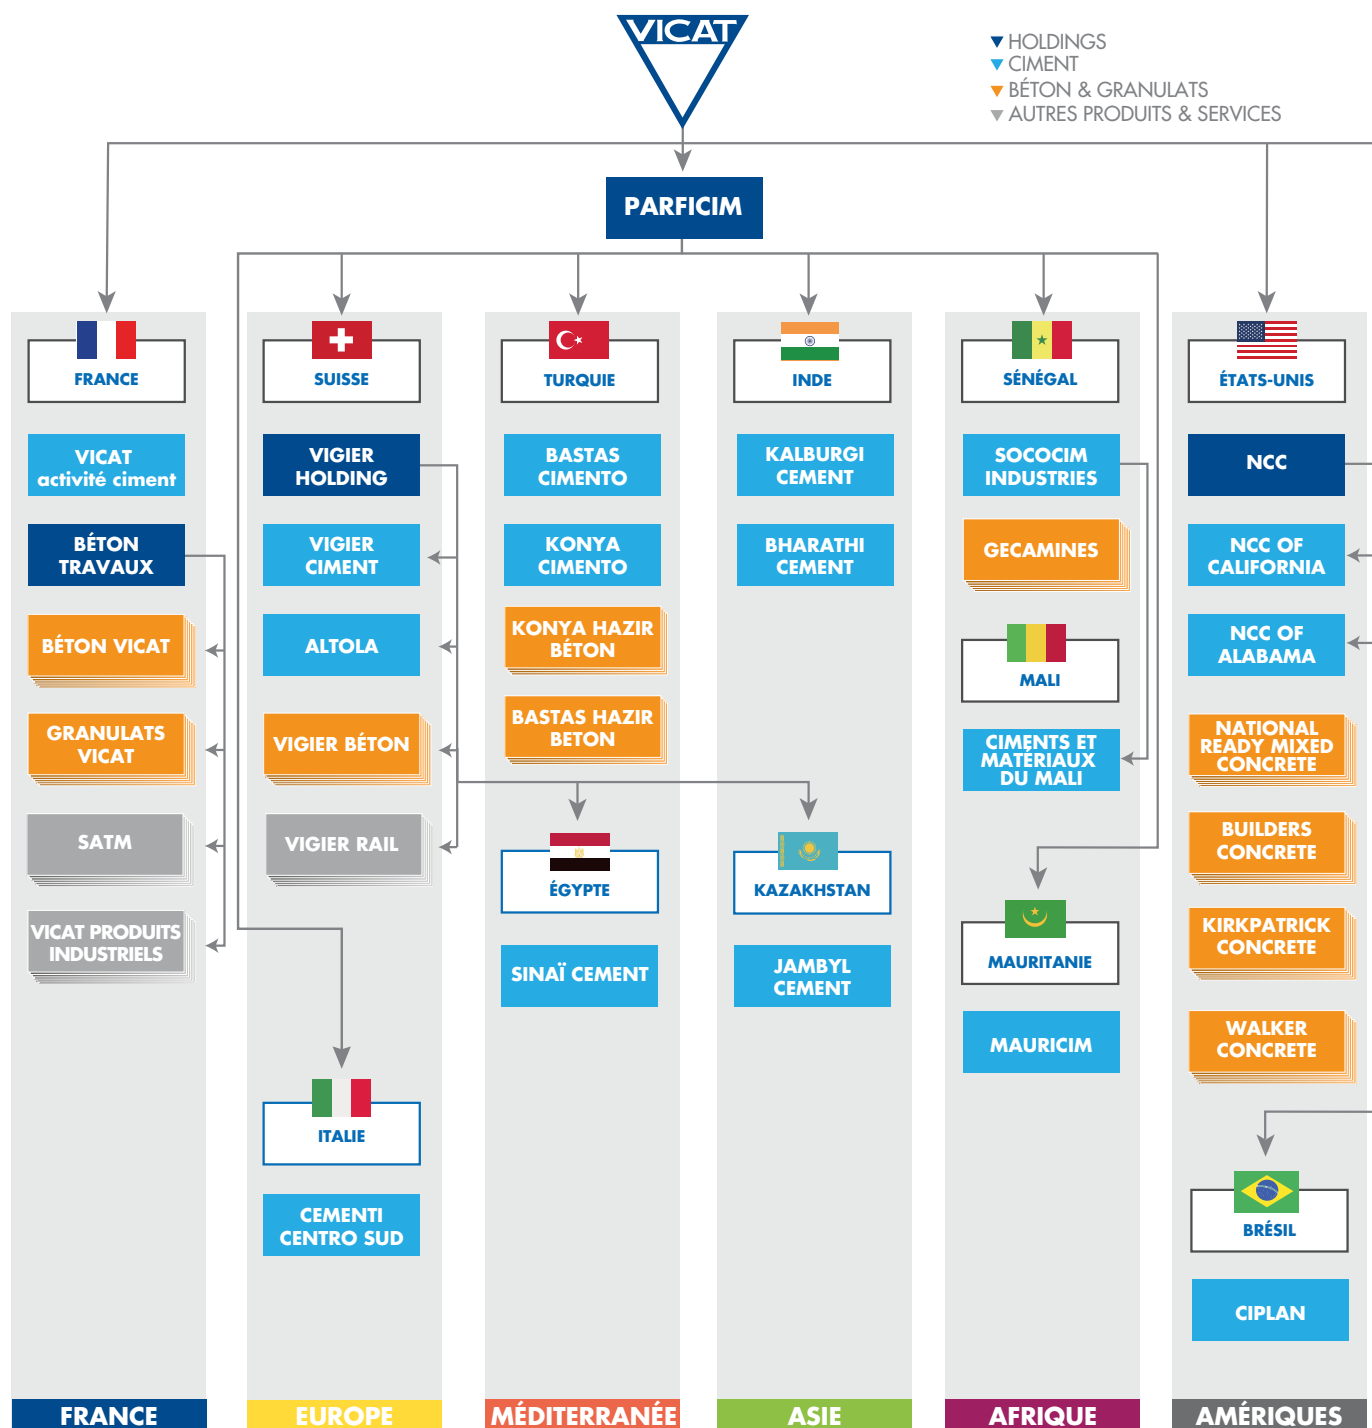 VICAT
HOLDINGS
CIMENT
BÉTON & GRANULATS
AUTRES PRODUITS & SERVICES
PARFICIM
FRANCE
VICAT
activité ciment
BÉTON
TRAVAUX
BÉTON VICAT
GRANULATS
VICAT
SATM
VICAT PRODUITS
INDUSTRIELS
FRANCE
SUISSE
VIGIER
HOLDING
VIGIER
CIMENT
ALTOLA
VIGIER BÉTON
VIGIER RAIL
ITALIE
CEMENTI
CENTRO SUD
EUROPE
TURQUIE
BASTAS
CIMENTO
KONYA
CIMENTO
KONYA HAZIR
BÉTON
BASTAS HAZIR
BETON
ÉGYPTE
SINAÏ CEMENT
MÉDITERRANÉE
INDE
KALBURGI
CEMENT
BHARATHI
CEMENT
KAZAKHSTAN
JAMBYL
CEMENT
ASIE
SÉNÉGAL
SOCOCIM
INDUSTRIES
GECAMINES
MALI
CIMENTS ET
MATÉRIAUX
DU MALI
MAURITANIE
MAURICIM
AFRIQUE
ÉTATS-UNIS
NCC
NCC OF
CALIFORNIA
NCC OF
ALABAMA
NATIONAL
READY MIXED
CONCRETE
BUILDERS
CONCRETE
KIRKPATRICK
CONCRETE
WALKER
CONCRETE
BRÉSIL
CIPLAN
AMÉRIQUES